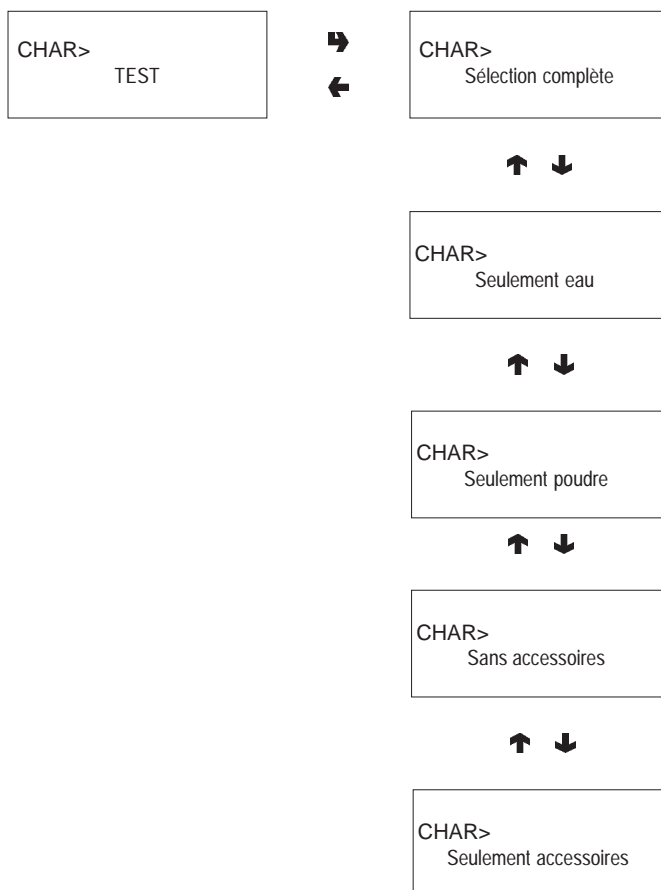 CHAR>
TEST
CHAR>
Sélection complète
CHAR>
Seulement eau
CHAR>
Seulement poudre
CHAR>
Sans accessoires
CHAR>
Seulement accessoires